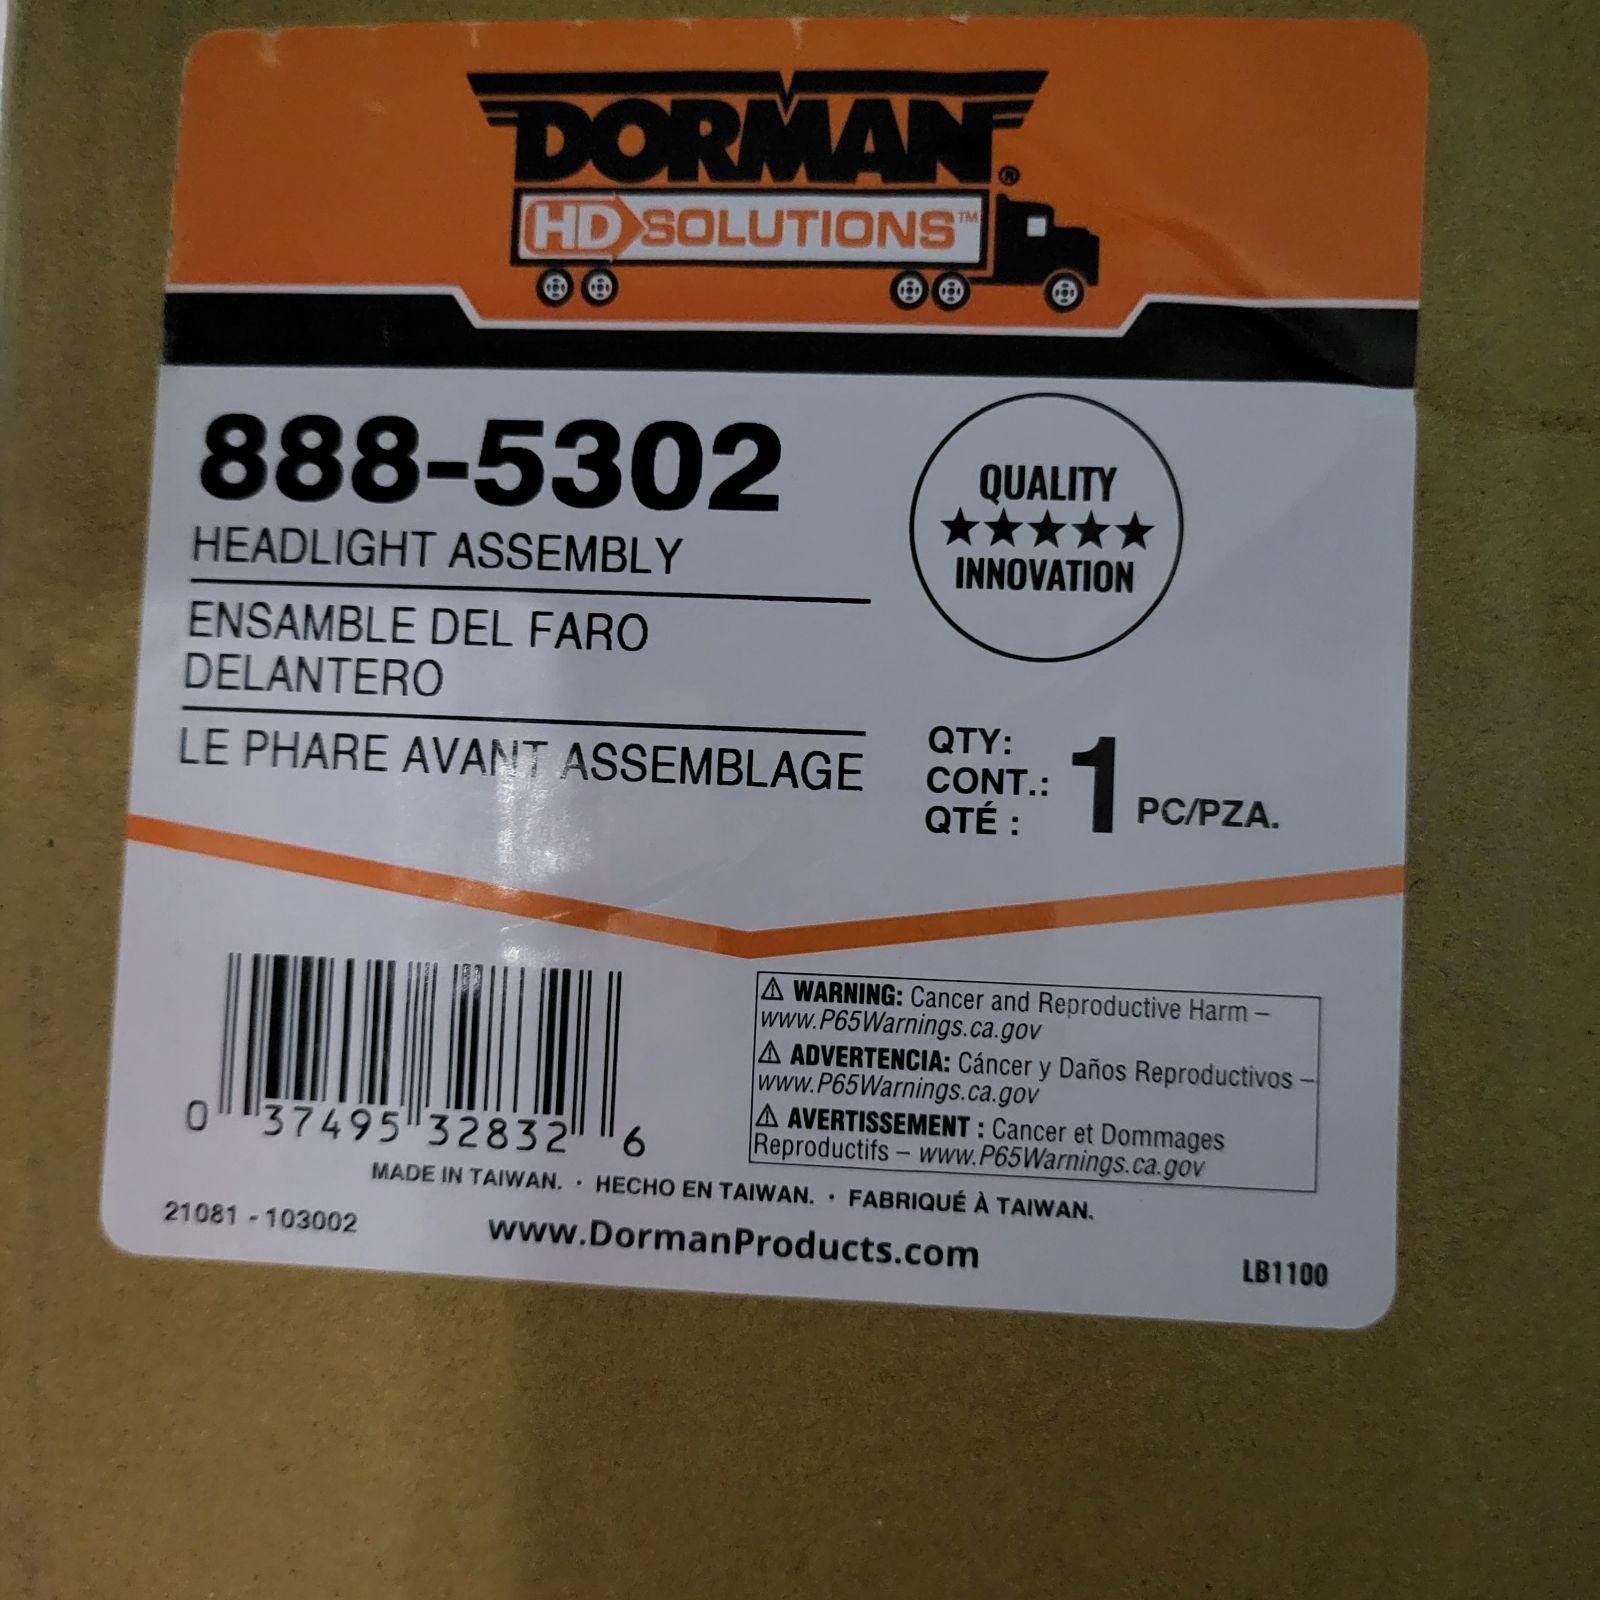 DORMAN®
HD SOLUTIONS™
888-5302
HEADLIGHT ASSEMBLY
ENSAMBLE DEL FARO
DELANTERO
LE PHARE AVANT ASSEMBLAGE
QUALITY
★★★★★
INNOVATION
QTY:
CONT.:
QTÉ :
1 PC/PZA.
0 37495 32832 6
⚠ WARNING: Cancer and Reproductive Harm –
www.P65Warnings.ca.gov
⚠ ADVERTENCIA: Cáncer y Daños Reproductivos –
www.P65Warnings.ca.gov
⚠ AVERTISSEMENT : Cancer et Dommages
Reproductifs – www.P65Warnings.ca.gov
MADE IN TAIWAN. · HECHO EN TAIWAN. · FABRIQUÉ À TAIWAN.
21081 - 103002
www.DormanProducts.com
LB1100